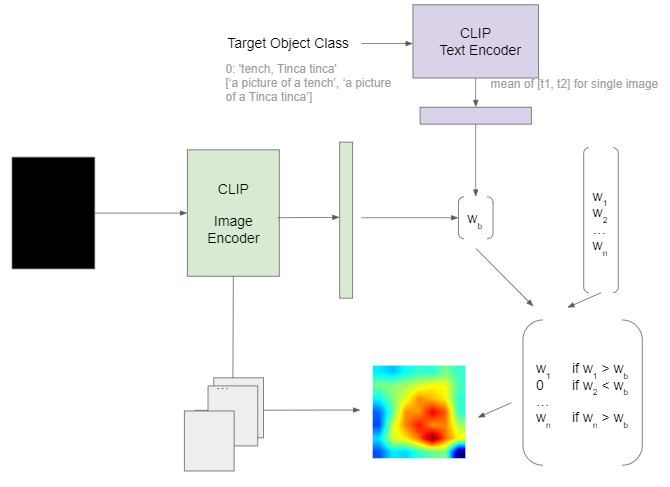 CLIP
Text Encoder
Target Object Class
0: 'tench, Tinca tinca'
['a picture of a tench', 'a picture
of a Tinca tinca']
mean of [t1, t2] for single image
CLIP
Image
Encoder
w_b
w_1
w_2
...
w_n
w_1 if w_1 > w_b
0 if w_2 < w_b
...
w_n if w_n > w_b
...